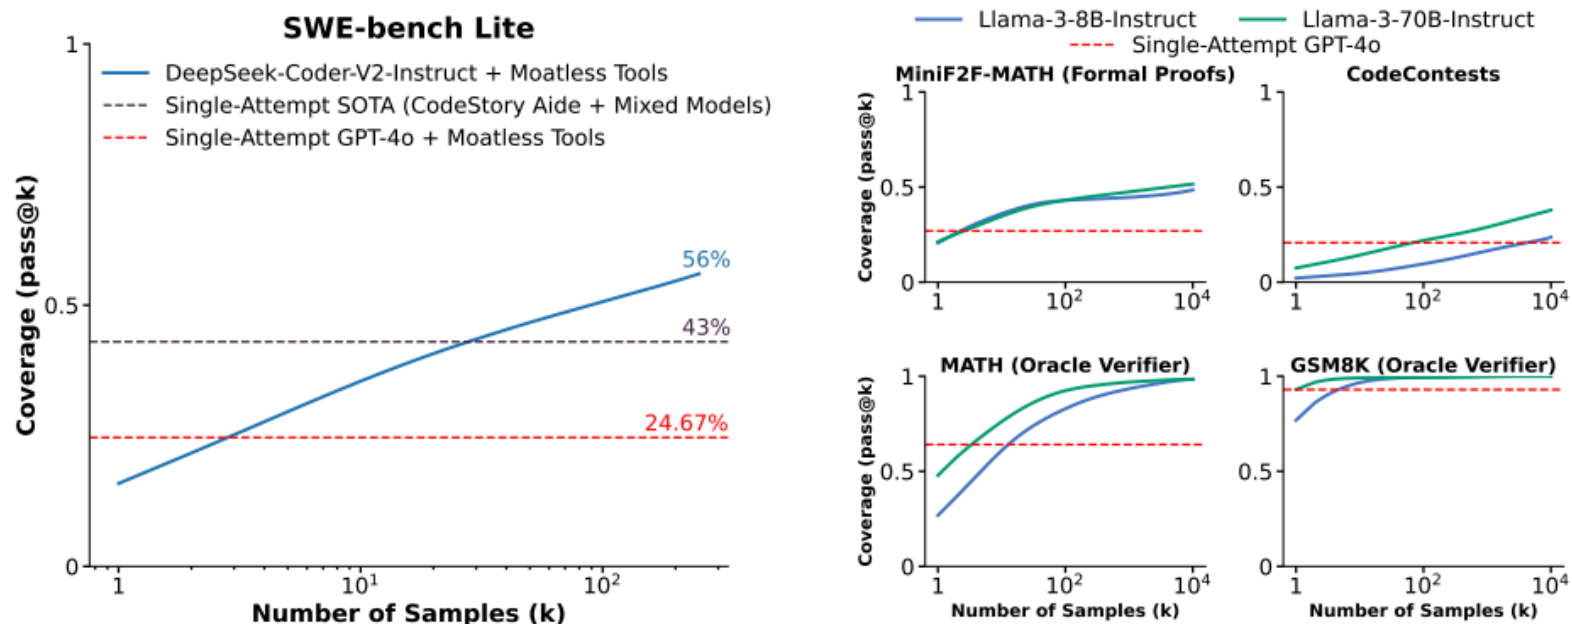 SWE-bench Lite
1
DeepSeek-Coder-V2-Instruct + Moatless Tools
Single-Attempt SOTA (CodeStory Aide + Mixed Models)
Single-Attempt GPT-4o + Moatless Tools
Coverage (pass@k)
56%
0.5
43%
24.67%
0
1
10¹
10²
Number of Samples (k)
Llama-3-8B-Instruct
Llama-3-70B-Instruct
Single-Attempt GPT-4o
MiniF2F-MATH (Formal Proofs)
Coverage (pass@k)
1
0.5
0
1
10²
10⁴
CodeContests
1
0.5
0
1
10²
10⁴
MATH (Oracle Verifier)
Coverage (pass@k)
1
0.5
0
1
10²
10⁴
Number of Samples (k)
GSM8K (Oracle Verifier)
1
0.5
0
1
10²
10⁴
Number of Samples (k)